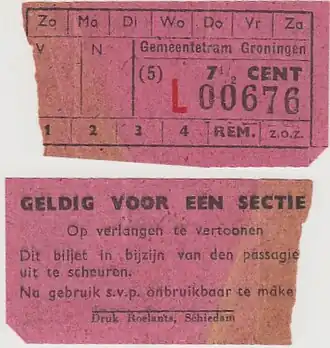 Zo Ma Di Wo Do Vr Za
V N Gemeentetram Groningen
(5) 7 1/2 CENT
L 00676
1 2 3 4 REM. z.o.z.
GELDIG VOOR EEN SECTIE
Op verlangen te vertoonen
Dit biljet in bijzijn van den passagie
uit te scheuren.
Na gebruik s.v.p. onbruikbaar te make
Druk Roelants, Schiedam